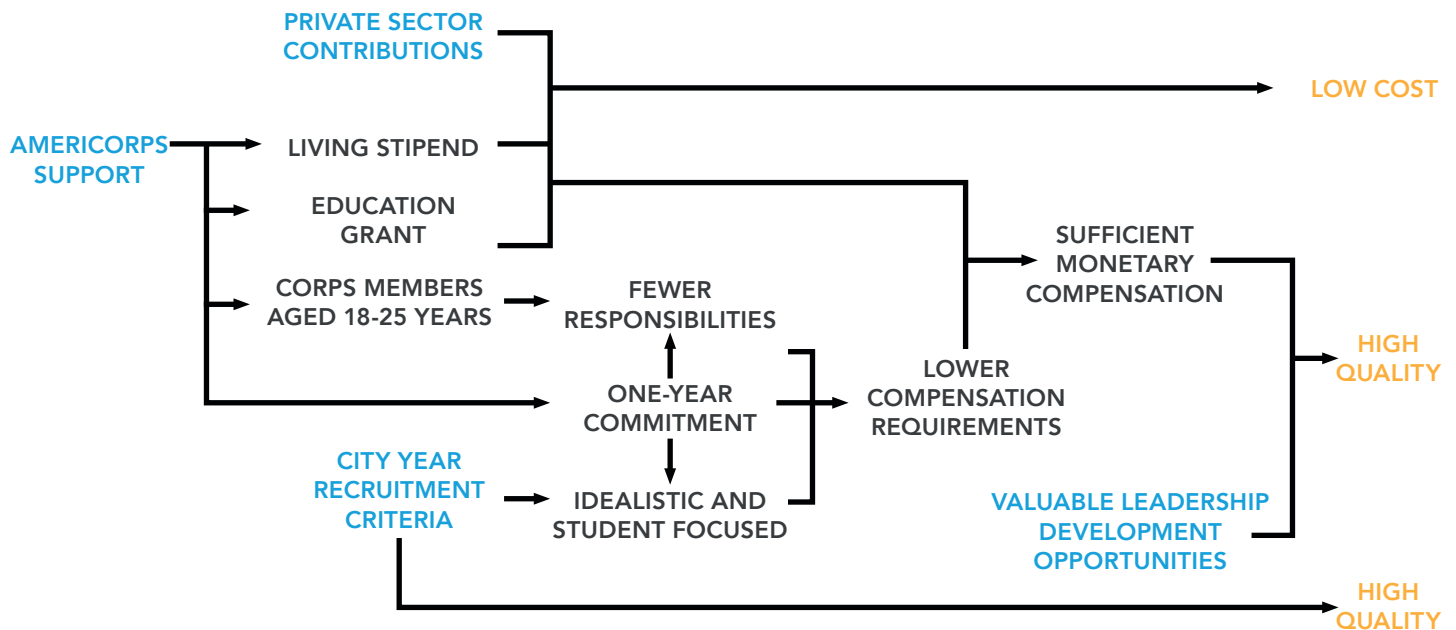 PRIVATE SECTOR
CONTRIBUTIONS
LOW COST
AMERICORPS
SUPPORT
LIVING STIPEND
EDUCATION
GRANT
SUFFICIENT
MONETARY
COMPENSATION
CORPS MEMBERS
AGED 18-25 YEARS
FEWER
RESPONSIBILITIES
HIGH
QUALITY
ONE-YEAR
COMMITMENT
LOWER
COMPENSATION
REQUIREMENTS
CITY YEAR
RECRUITMENT
CRITERIA
IDEALISTIC AND
STUDENT FOCUSED
VALUABLE LEADERSHIP
DEVELOPMENT
OPPORTUNITIES
HIGH
QUALITY